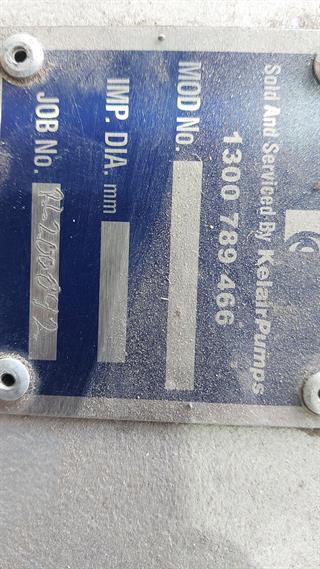 Sold And Serviced By KelairPumps
1300 789 466
MOD No.
IMP. DIA. mm
JOB No.